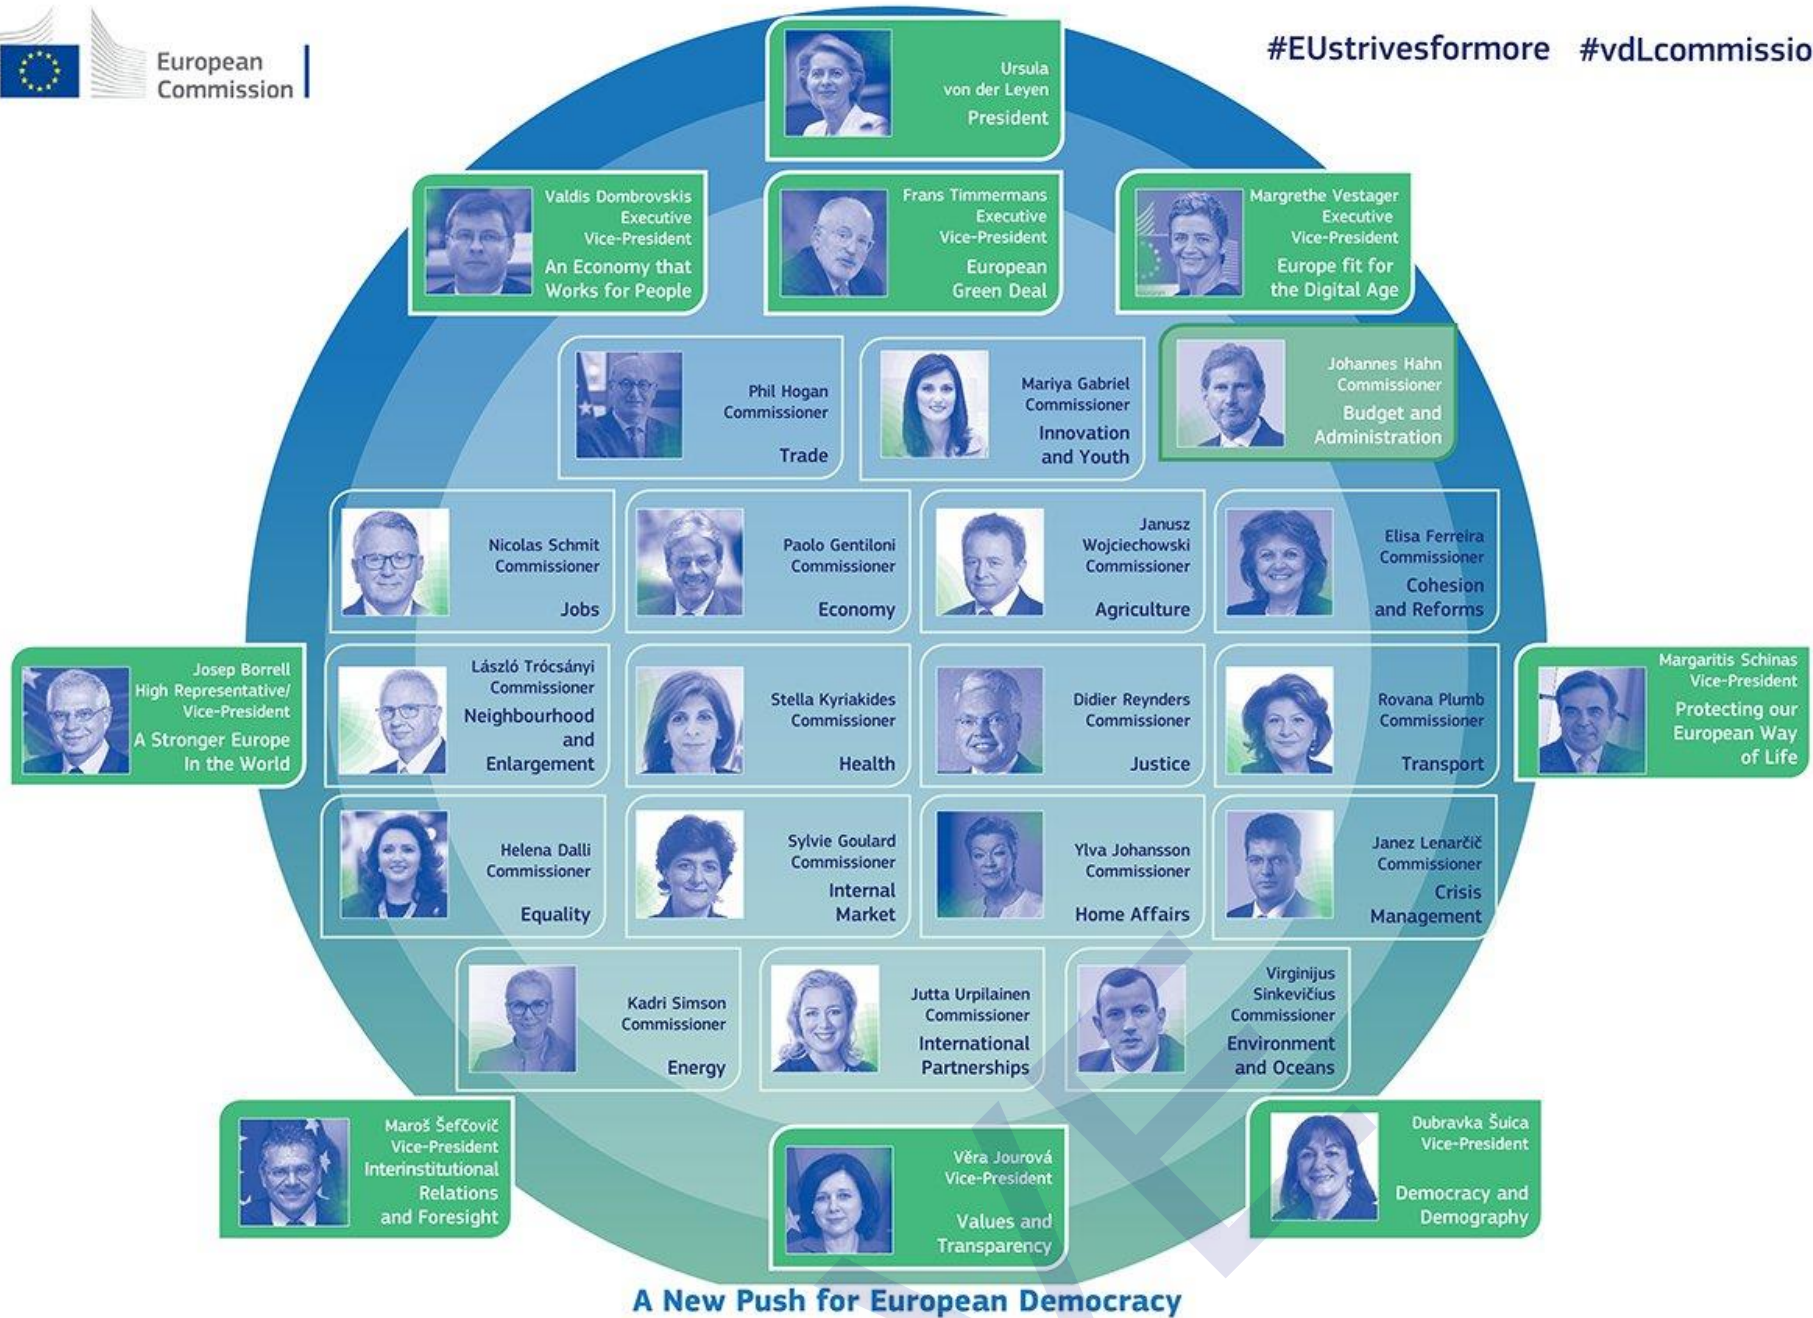 European
Commission
#EUstrivesformore #vdLcommissio
Ursula
von der Leyen
President
Valdis Dombrovskis
Executive
Vice-President
An Economy that
Works for People
Frans Timmermans
Executive
Vice-President
European
Green Deal
Margrethe Vestager
Executive
Vice-President
Europe fit for
the Digital Age
Phil Hogan
Commissioner
Trade
Mariya Gabriel
Commissioner
Innovation
and Youth
Johannes Hahn
Commissioner
Budget and
Administration
Nicolas Schmit
Commissioner
Jobs
Paolo Gentiloni
Commissioner
Economy
Janusz
Wojciechowski
Commissioner
Agriculture
Elisa Ferreira
Commissioner
Cohesion
and Reforms
Josep Borrell
High Representative/
Vice-President
A Stronger Europe
In the World
László Trócsányi
Commissioner
Neighbourhood
and
Enlargement
Stella Kyriakides
Commissioner
Health
Didier Reynders
Commissioner
Justice
Rovana Plumb
Commissioner
Transport
Margaritis Schinas
Vice-President
Protecting our
European Way
of Life
Helena Dalli
Commissioner
Equality
Sylvie Goulard
Commissioner
Internal
Market
Ylva Johansson
Commissioner
Home Affairs
Janez Lenarčič
Commissioner
Crisis
Management
Kadri Simson
Commissioner
Energy
Jutta Urpilainen
Commissioner
International
Partnerships
Virginijus
Sinkevičius
Commissioner
Environment
and Oceans
Maroš Šefčovič
Vice-President
Interinstitutional
Relations
and Foresight
Věra Jourová
Vice-President
Values and
Transparency
Dubravka Šuica
Vice-President
Democracy and
Demography
A New Push for European Democracy